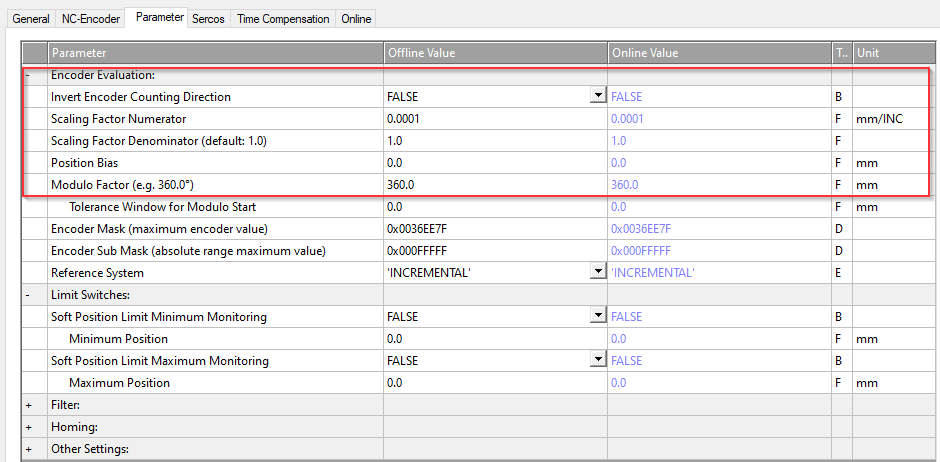 General NC-Encoder Parameter Sercos Time Compensation Online
Parameter Offline Value Online Value T.. Unit
- Encoder Evaluation:
Invert Encoder Counting Direction FALSE FALSE B
Scaling Factor Numerator 0.0001 0.0001 F mm/INC
Scaling Factor Denominator (default: 1.0) 1.0 1.0 F
Position Bias 0.0 0.0 F mm
Modulo Factor (e.g. 360.0°) 360.0 360.0 F mm
Tolerance Window for Modulo Start 0.0 0.0 F mm
Encoder Mask (maximum encoder value) 0x0036EE7F 0x0036EE7F D
Encoder Sub Mask (absolute range maximum value) 0x000FFFFF 0x000FFFFF D
Reference System 'INCREMENTAL' 'INCREMENTAL' E
- Limit Switches:
Soft Position Limit Minimum Monitoring FALSE FALSE B
Minimum Position 0.0 0.0 F mm
Soft Position Limit Maximum Monitoring FALSE FALSE B
Maximum Position 0.0 0.0 F mm
+ Filter:
+ Homing:
+ Other Settings: